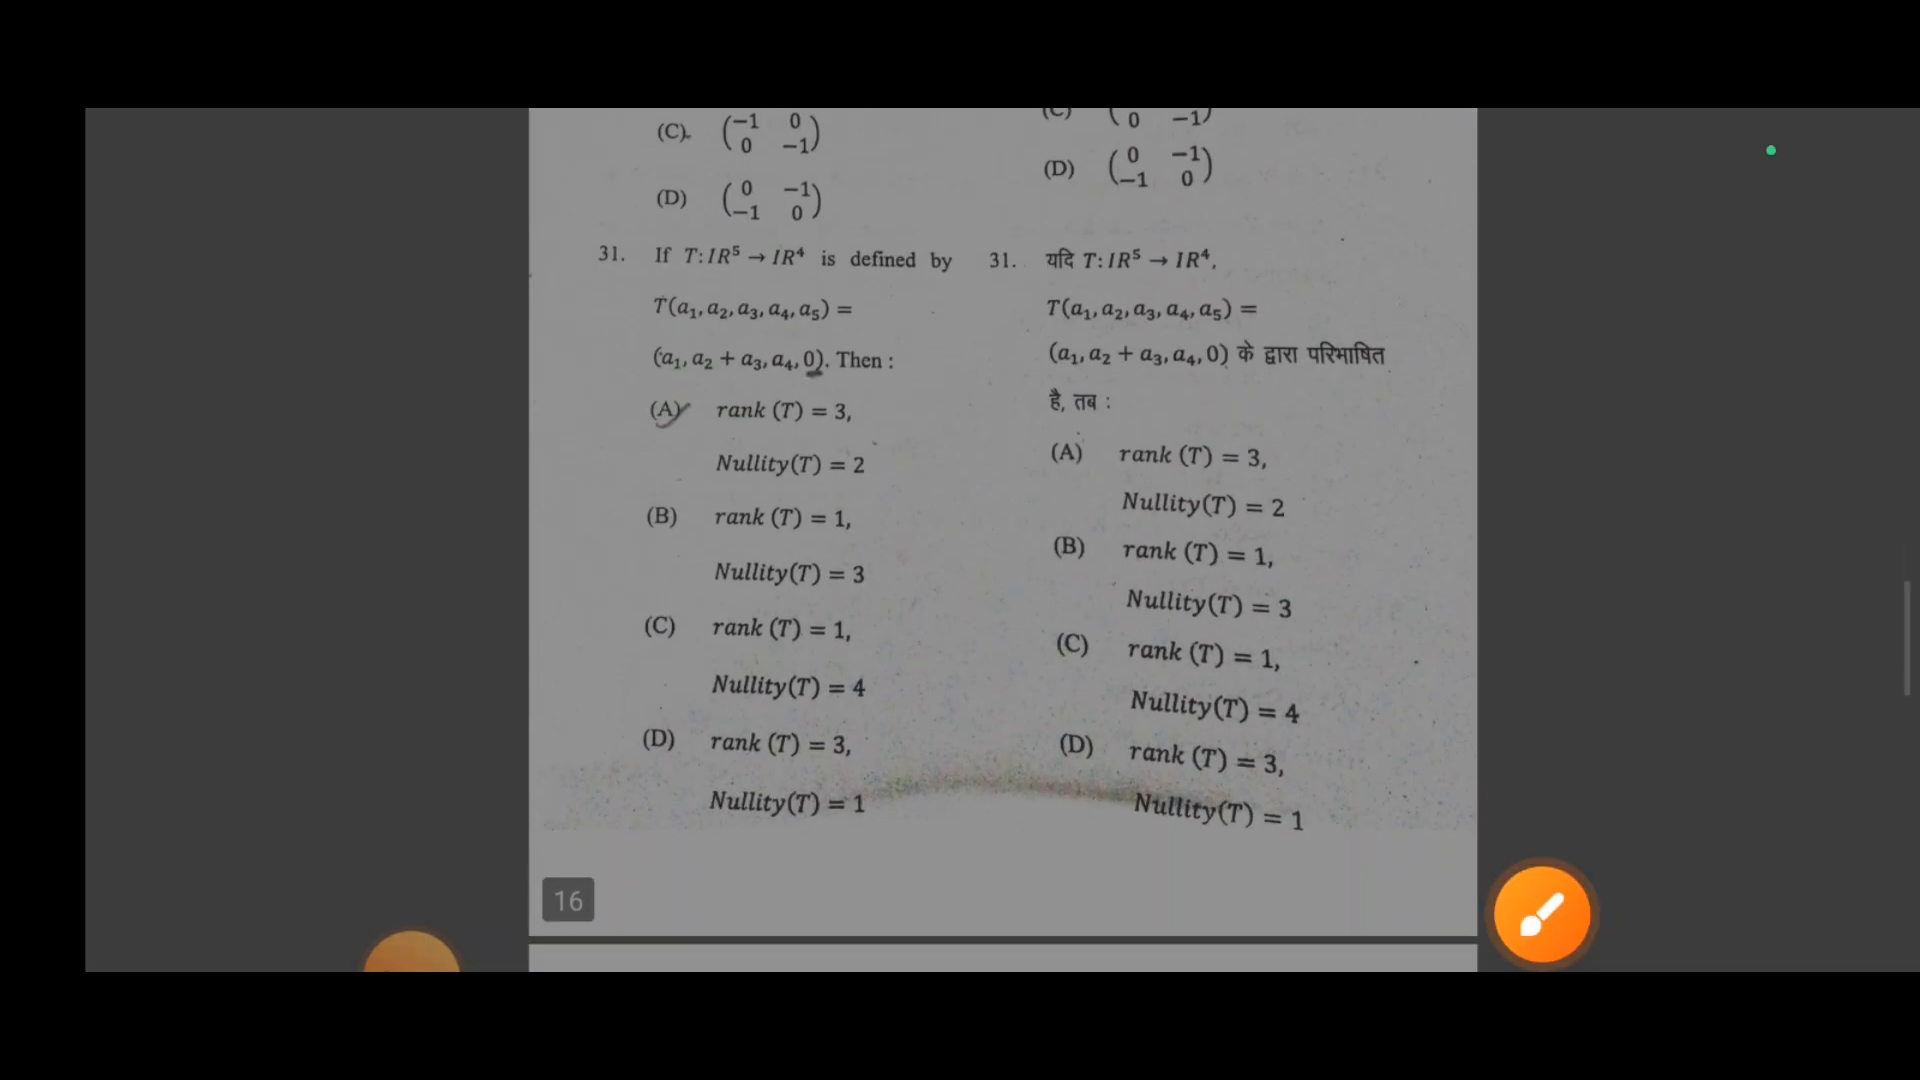 (C) (−1 0
0 −1)
(D) (0 −1
−1 0)
31. If T: IR⁵ → IR⁴ is defined by
T(a₁, a₂, a₃, a₄, a₅) =
(a₁, a₂ + a₃, a₄, 0). Then :
(A) rank (T) = 3,
Nullity(T) = 2
(B) rank (T) = 1,
Nullity(T) = 3
(C) rank (T) = 1,
Nullity(T) = 4
(D) rank (T) = 3,
Nullity(T) = 1
(C) 0 −1)
(D) (0 −1
−1 0)
31. यदि T: IR⁵ → IR⁴,
T(a₁, a₂, a₃, a₄, a₅) =
(a₁, a₂ + a₃, a₄, 0) के द्वारा परिभाषित
है, तब :
(A) rank (T) = 3,
Nullity(T) = 2
(B) rank (T) = 1,
Nullity(T) = 3
(C) rank (T) = 1,
Nullity(T) = 4
(D) rank (T) = 3,
Nullity(T) = 1
16